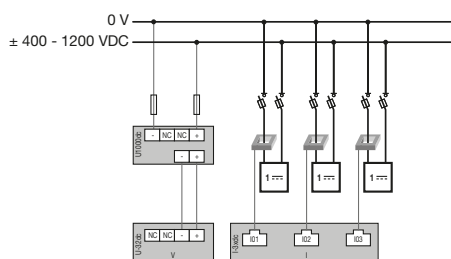 0 V
± 400 - 1200 VDC
- NC NC +
U1000dc
- +
1
1
1
U-32dc
NC NC - +
V
I-3xdc
I01
I02
I03
I